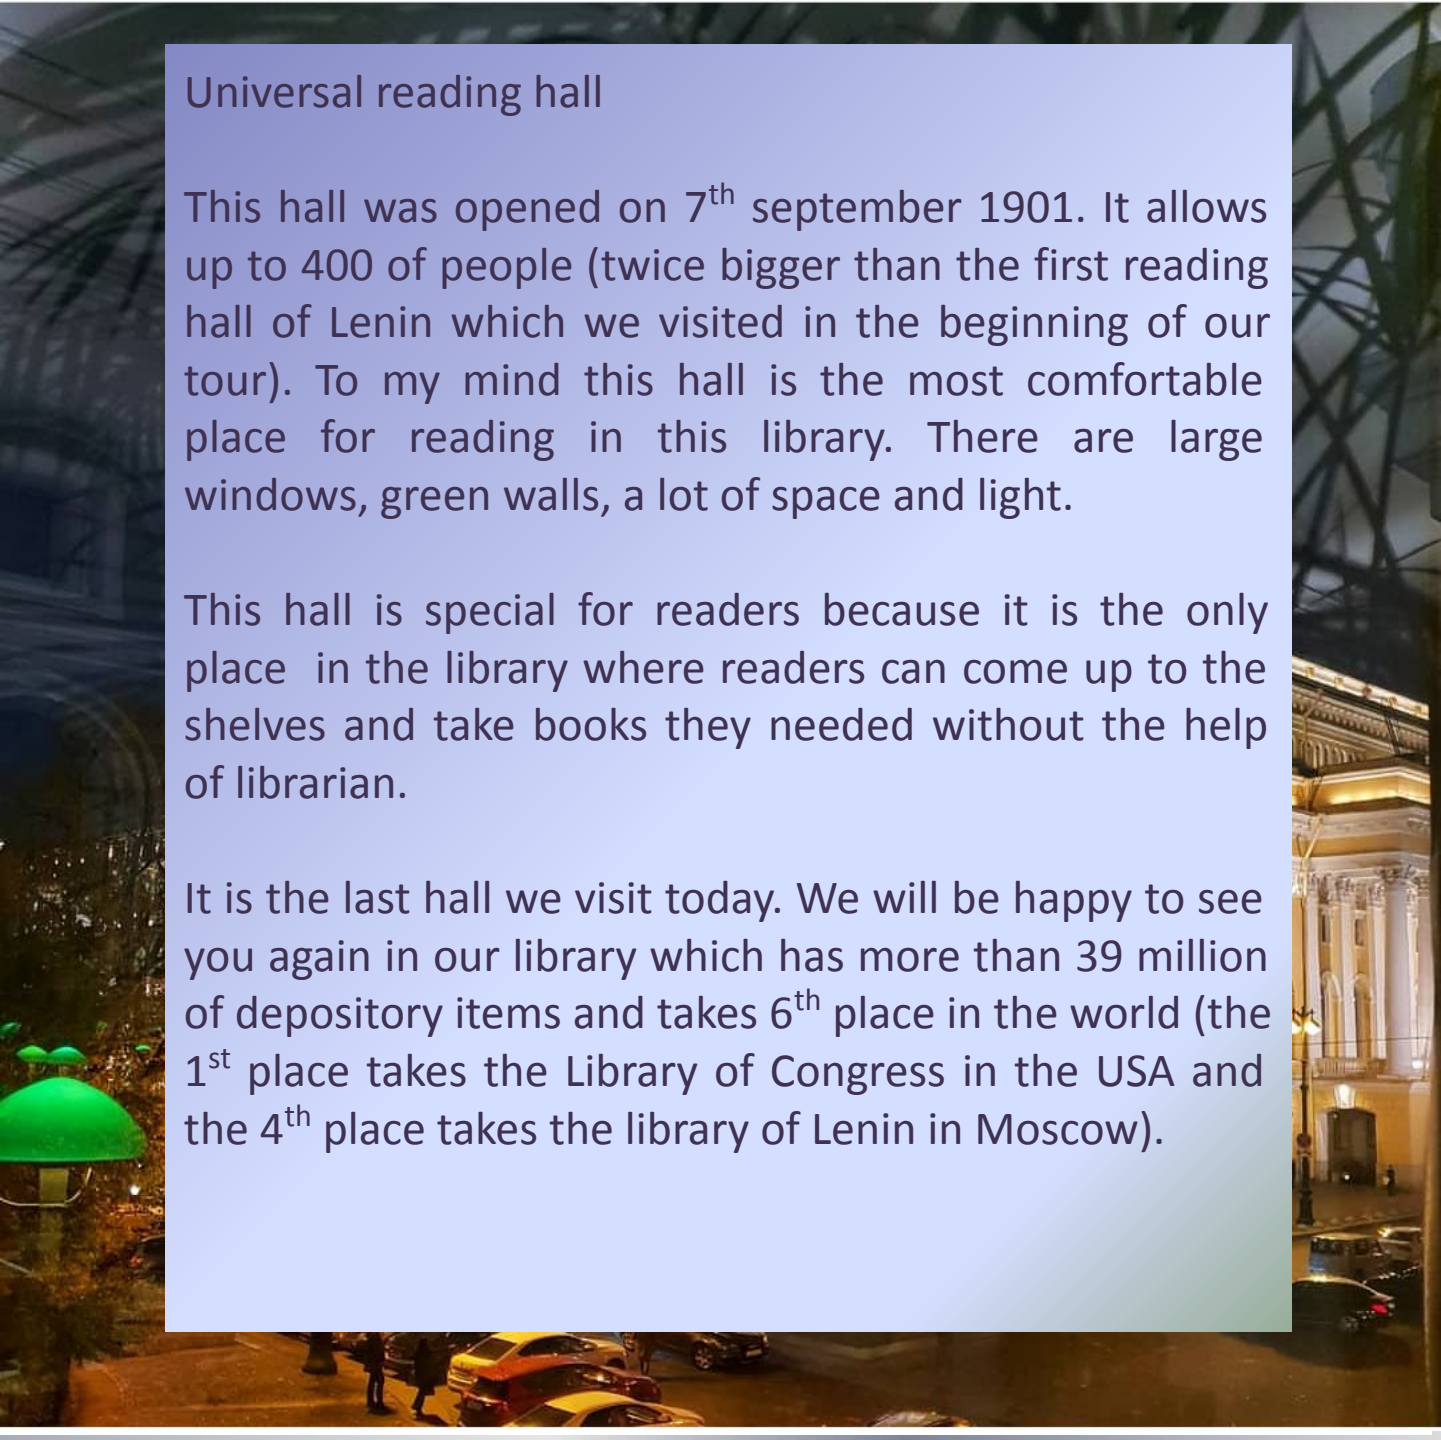 Universal reading hall
This hall was opened on 7th september 1901. It allows
up to 400 of people (twice bigger than the first reading
hall of Lenin which we visited in the beginning of our
tour). To my mind this hall is the most comfortable
place for reading in this library. There are large
windows, green walls, a lot of space and light.
This hall is special for readers because it is the only
place in the library where readers can come up to the
shelves and take books they needed without the help
of librarian.
It is the last hall we visit today. We will be happy to see
you again in our library which has more than 39 million
of depository items and takes 6th place in the world (the
1st place takes the Library of Congress in the USA and
the 4th place takes the library of Lenin in Moscow).